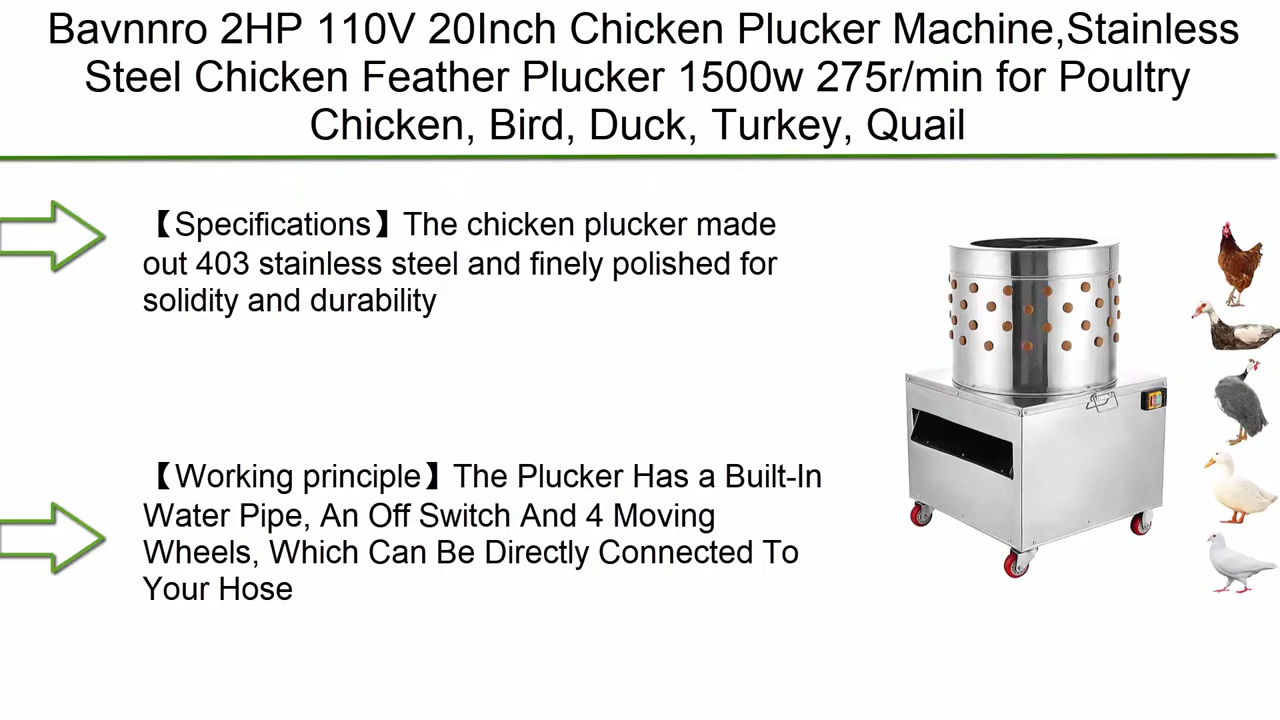 Bavnnro 2HP 110V 20Inch Chicken Plucker Machine,Stainless
Steel Chicken Feather Plucker 1500w 275r/min for Poultry
Chicken, Bird, Duck, Turkey, Quail
【Specifications】The chicken plucker made
out 403 stainless steel and finely polished for
solidity and durability
【Working principle】The Plucker Has a Built-In
Water Pipe, An Off Switch And 4 Moving
Wheels, Which Can Be Directly Connected To
Your Hose